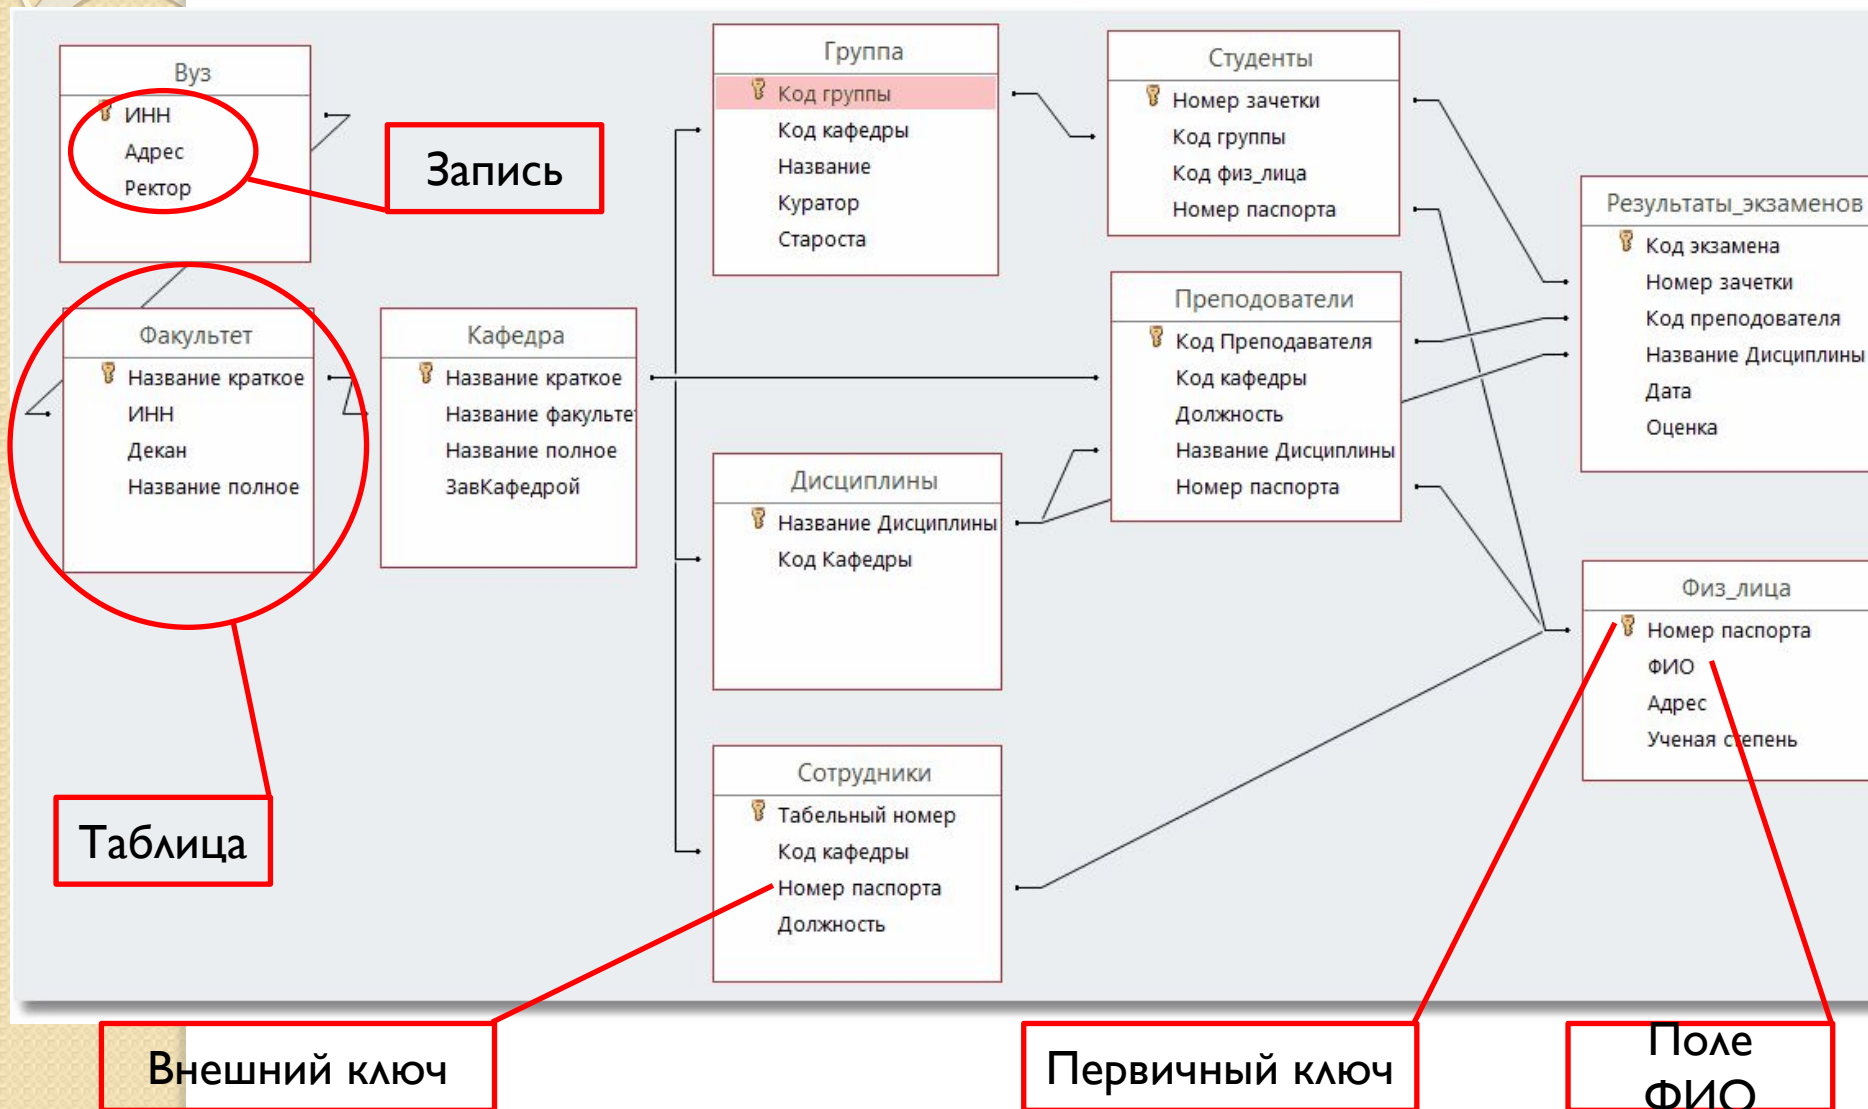 Вуз
ИНН
Адрес
Ректор
Запись
Группа
Код группы
Код кафедры
Название
Куратор
Староста
Студенты
Номер зачетки
Код группы
Код физ_лица
Номер паспорта
Результаты_экзаменов
Код экзамена
Номер зачетки
Код преподователя
Название Дисциплины
Дата
Оценка
Факультет
Название краткое
ИНН
Декан
Название полное
Кафедра
Название краткое
Название факульте
Название полное
ЗавКафедрой
Преподователи
Код Преподавателя
Код кафедры
Должность
Название Дисциплины
Номер паспорта
Дисциплины
Название Дисциплины
Код Кафедры
Физ_лица
Номер паспорта
ФИО
Адрес
Ученая степень
Сотрудники
Табельный номер
Код кафедры
Номер паспорта
Должность
Таблица
Внешний ключ
Первичный ключ
Поле
ФИО